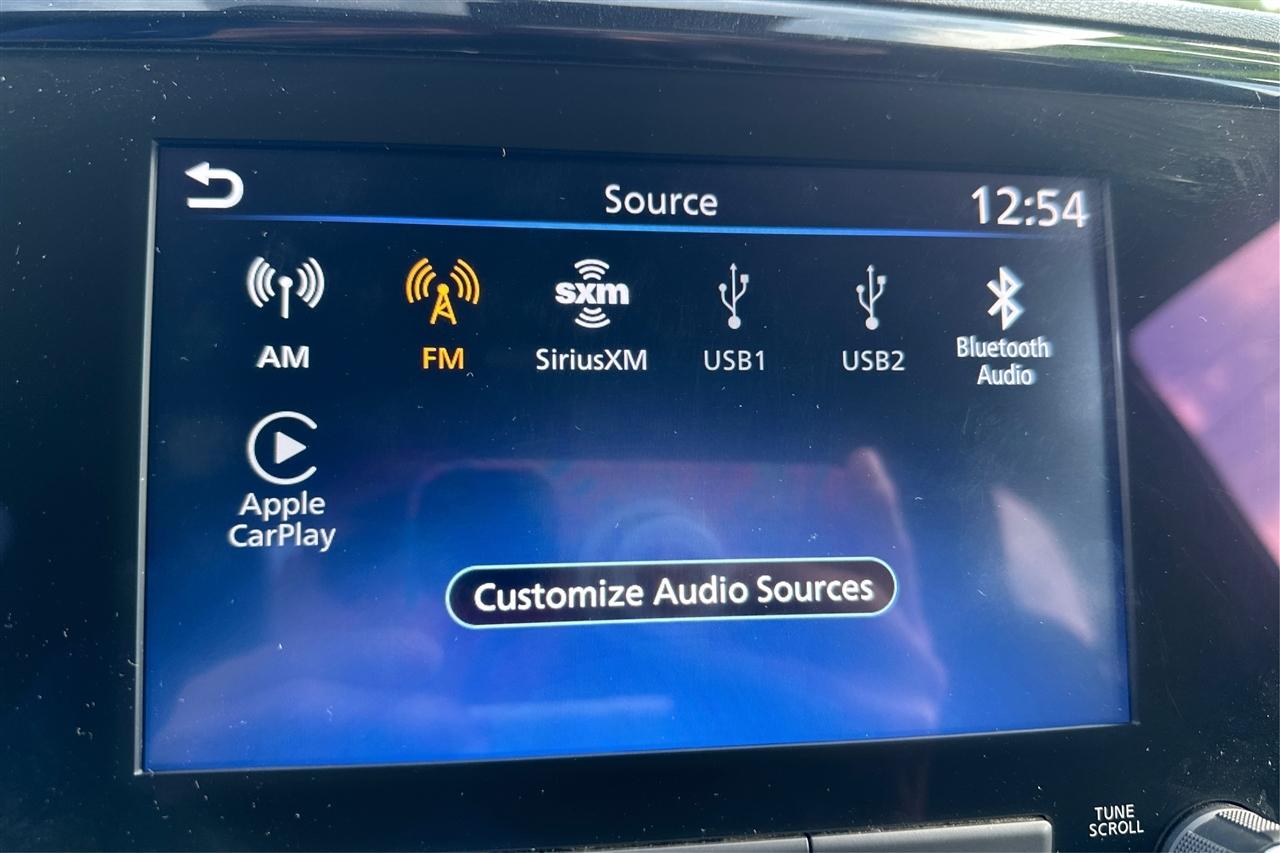 Source
12:54
sxm
AM
FM
SiriusXM
USB1
USB2
Bluetooth
Audio
Apple
CarPlay
Customize Audio Sources
TUNE
SCROLL